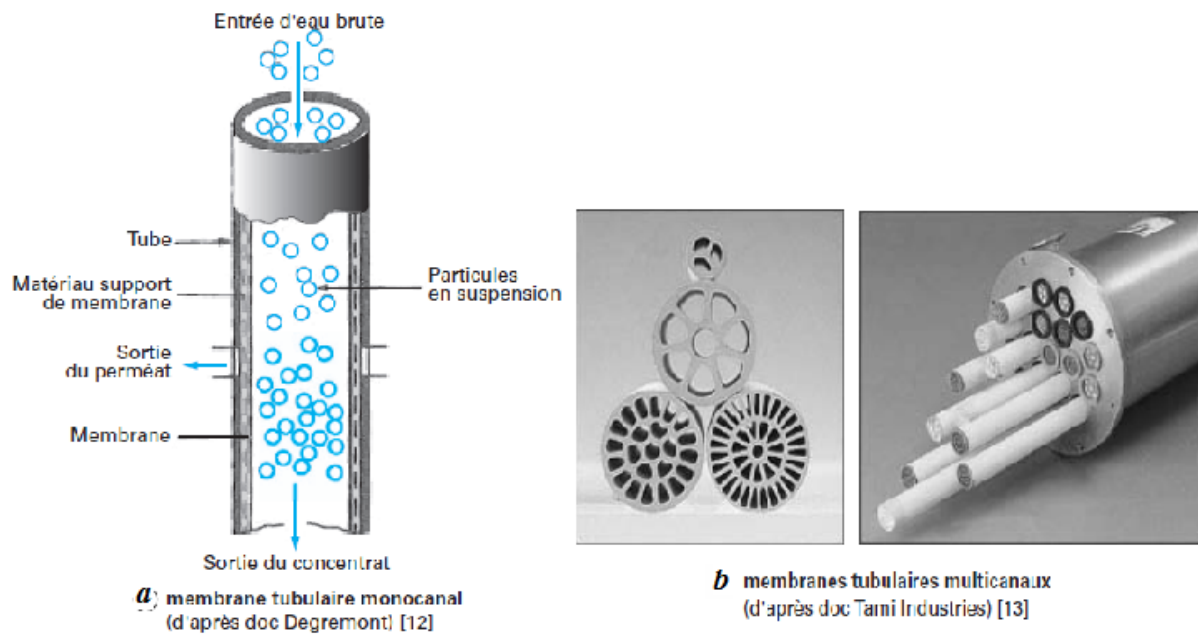 Entrée d'eau brute
Tube
Matériau support
de membrane
Particules
en suspension
Sortie
du perméat
Membrane
Sortie du concentrat
a) membrane tubulaire monocanal
(d'après doc Degremont) [12]
b membranes tubulaires multicanaux
(d'après doc Tami Industries) [13]